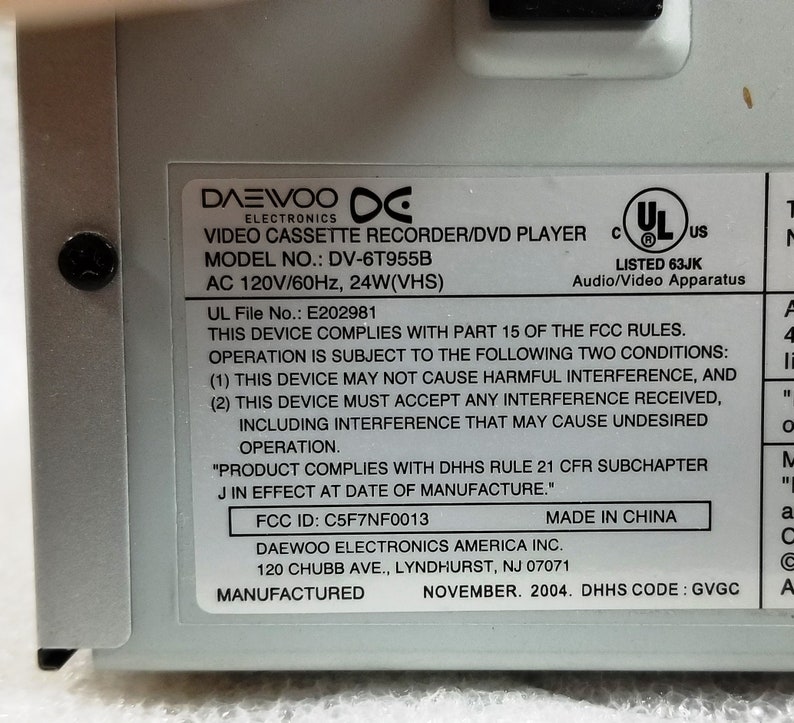 DAEWOO
ELECTRONICS
VIDEO CASSETTE RECORDER/DVD PLAYER
MODEL NO.: DV-6T955B
AC 120V/60Hz, 24W(VHS)
C UL ® US
LISTED 63JK
Audio/Video Apparatus
UL File No.: E202981
THIS DEVICE COMPLIES WITH PART 15 OF THE FCC RULES.
OPERATION IS SUBJECT TO THE FOLLOWING TWO CONDITIONS:
(1) THIS DEVICE MAY NOT CAUSE HARMFUL INTERFERENCE, AND
(2) THIS DEVICE MUST ACCEPT ANY INTERFERENCE RECEIVED,
INCLUDING INTERFERENCE THAT MAY CAUSE UNDESIRED
OPERATION.
"PRODUCT COMPLIES WITH DHHS RULE 21 CFR SUBCHAPTER
J IN EFFECT AT DATE OF MANUFACTURE."
FCC ID: C5F7NF0013 MADE IN CHINA
DAEWOO ELECTRONICS AMERICA INC.
120 CHUBB AVE., LYNDHURST, NJ 07071
MANUFACTURED NOVEMBER. 2004. DHHS CODE : GVGC